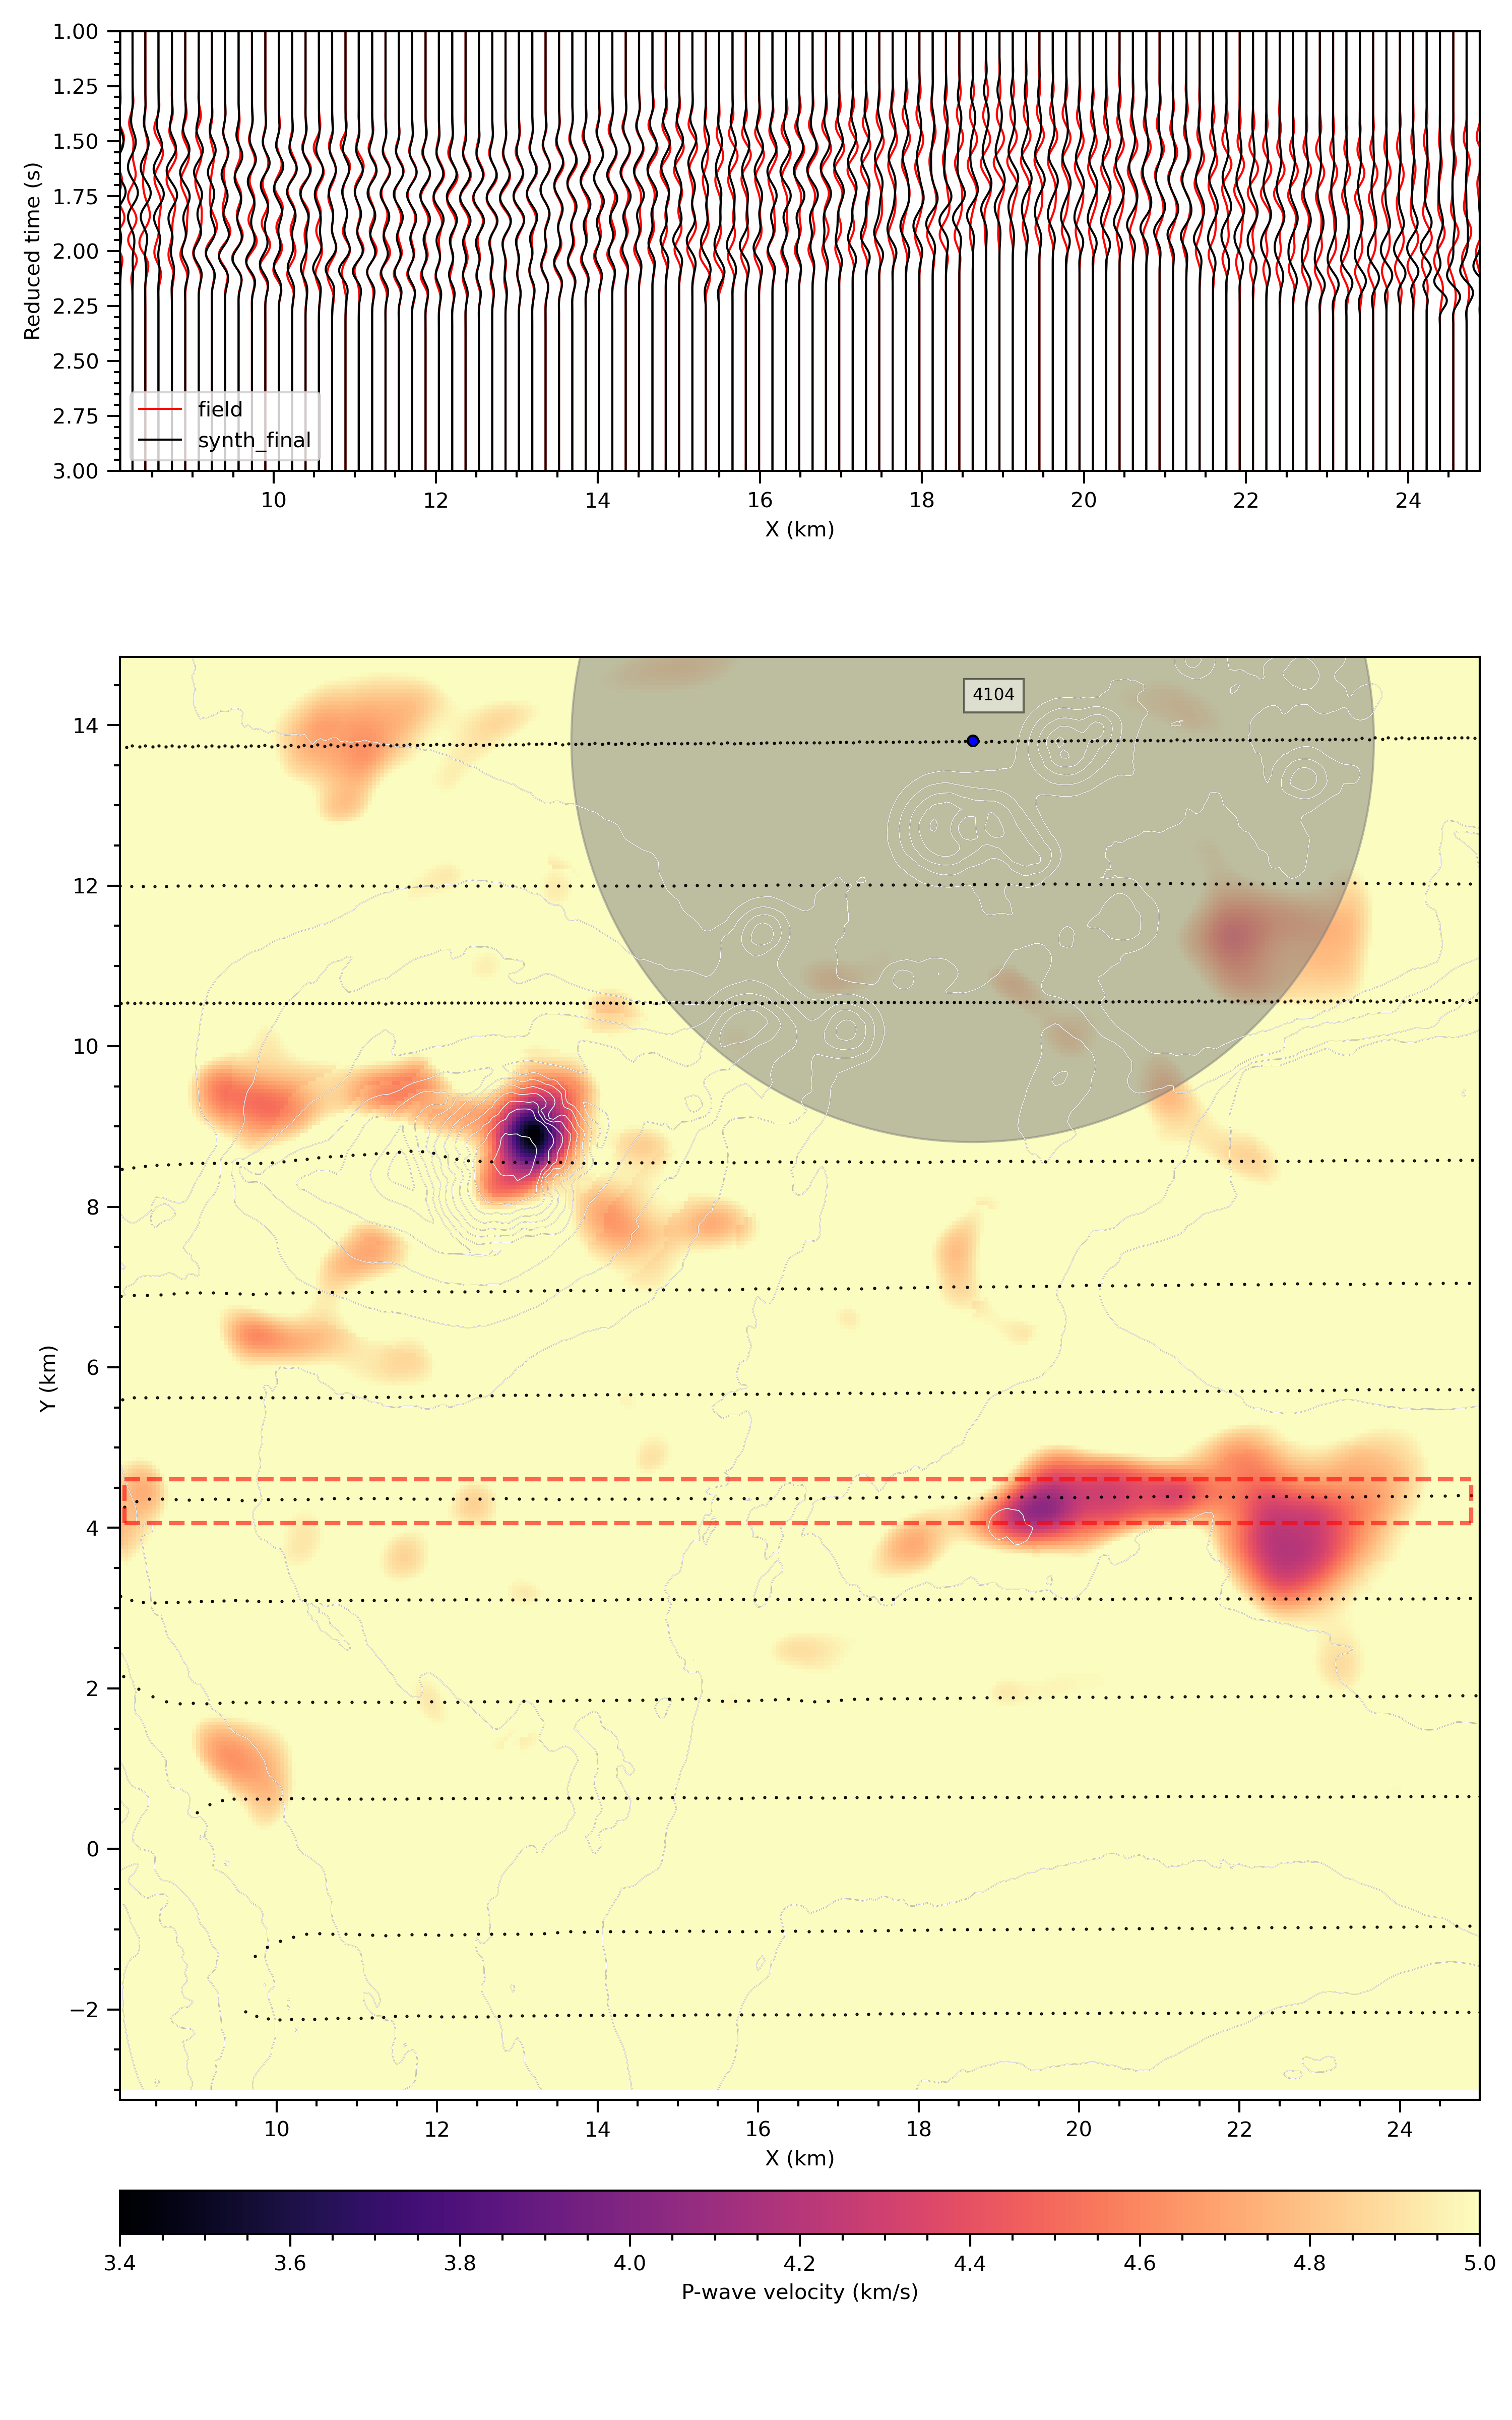 1.00
1.25
1.50
1.75
2.00
2.25
2.50
2.75
3.00
Reduced time (s)
field
synth_final
10 12 14 16 18 20 22 24
X (km)
4104
14
12
10
8
6
4
2
0
−2
Y (km)
10 12 14 16 18 20 22 24
X (km)
3.4 3.6 3.8 4.0 4.2 4.4 4.6 4.8 5.0
P-wave velocity (km/s)